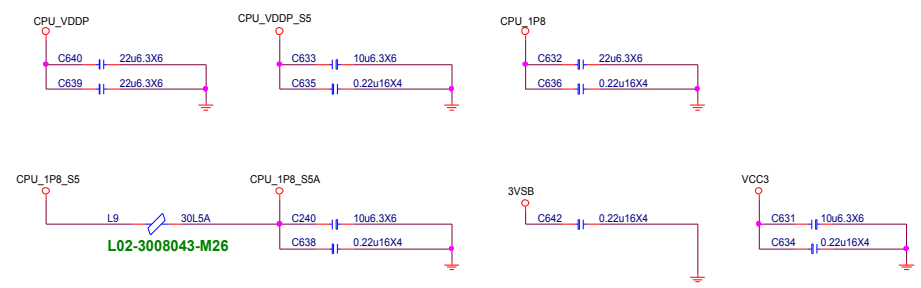 CPU_VDDP
C640 22u6.3X6
C639 22u6.3X6
CPU_VDDP_S5
C633 10u6.3X6
C635 0.22u16X4
CPU_1P8
C632 22u6.3X6
C636 0.22u16X4
CPU_1P8_S5
L9 30L5A
L02-3008043-M26
CPU_1P8_S5A
C240 10u6.3X6
C638 0.22u16X4
3VSB
C642 0.22u16X4
VCC3
C631 10u6.3X6
C634 0.22u16X4